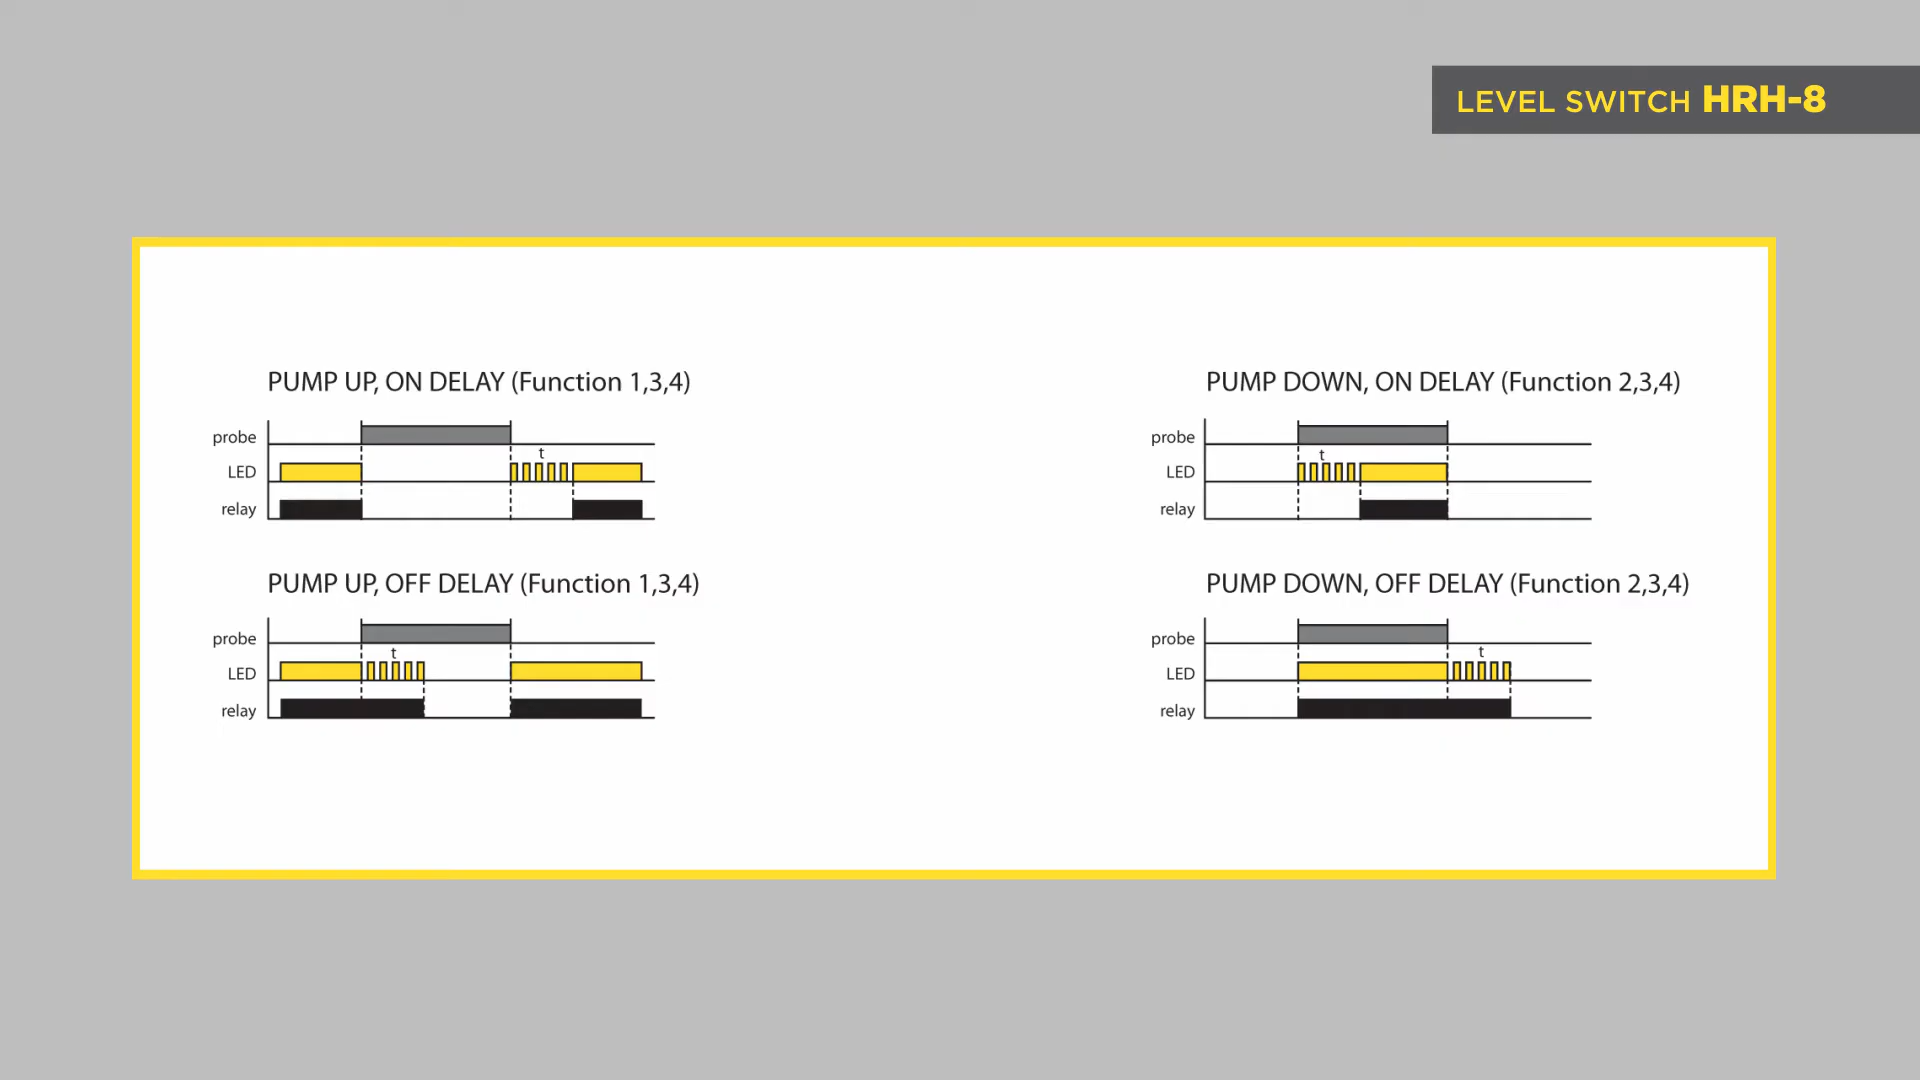 LEVEL SWITCH HRH-8
PUMP UP, ON DELAY (Function 1,3,4)
probe
t
LED
relay
PUMP DOWN, ON DELAY (Function 2,3,4)
probe
t
LED
relay
PUMP UP, OFF DELAY (Function 1,3,4)
probe
t
LED
relay
PUMP DOWN, OFF DELAY (Function 2,3,4)
probe
t
LED
relay